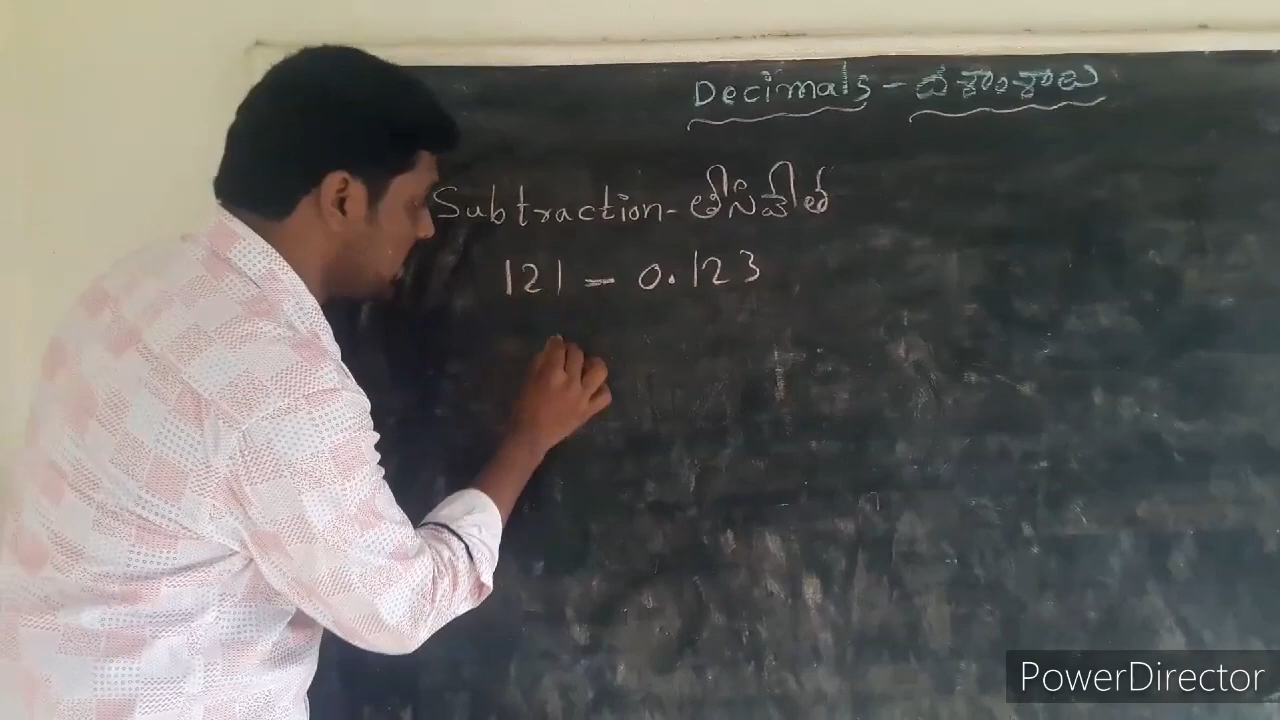 Decimals - దశాంశాలు
Subtraction - తీసివేత
121 - 0.123
PowerDirector